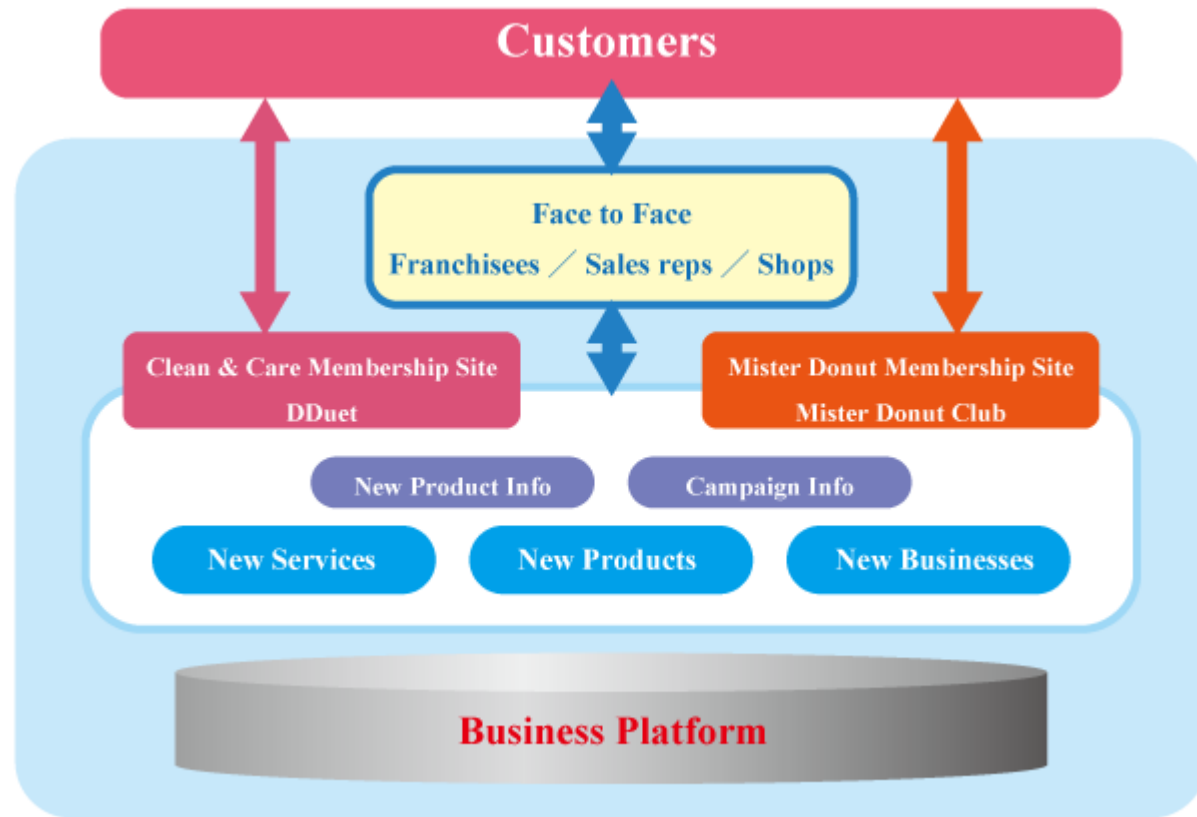 Customers
Face to Face
Franchisees ／ Sales reps ／ Shops
Clean & Care Membership Site
DDuet
Mister Donut Membership Site
Mister Donut Club
New Product Info
Campaign Info
New Services
New Products
New Businesses
Business Platform